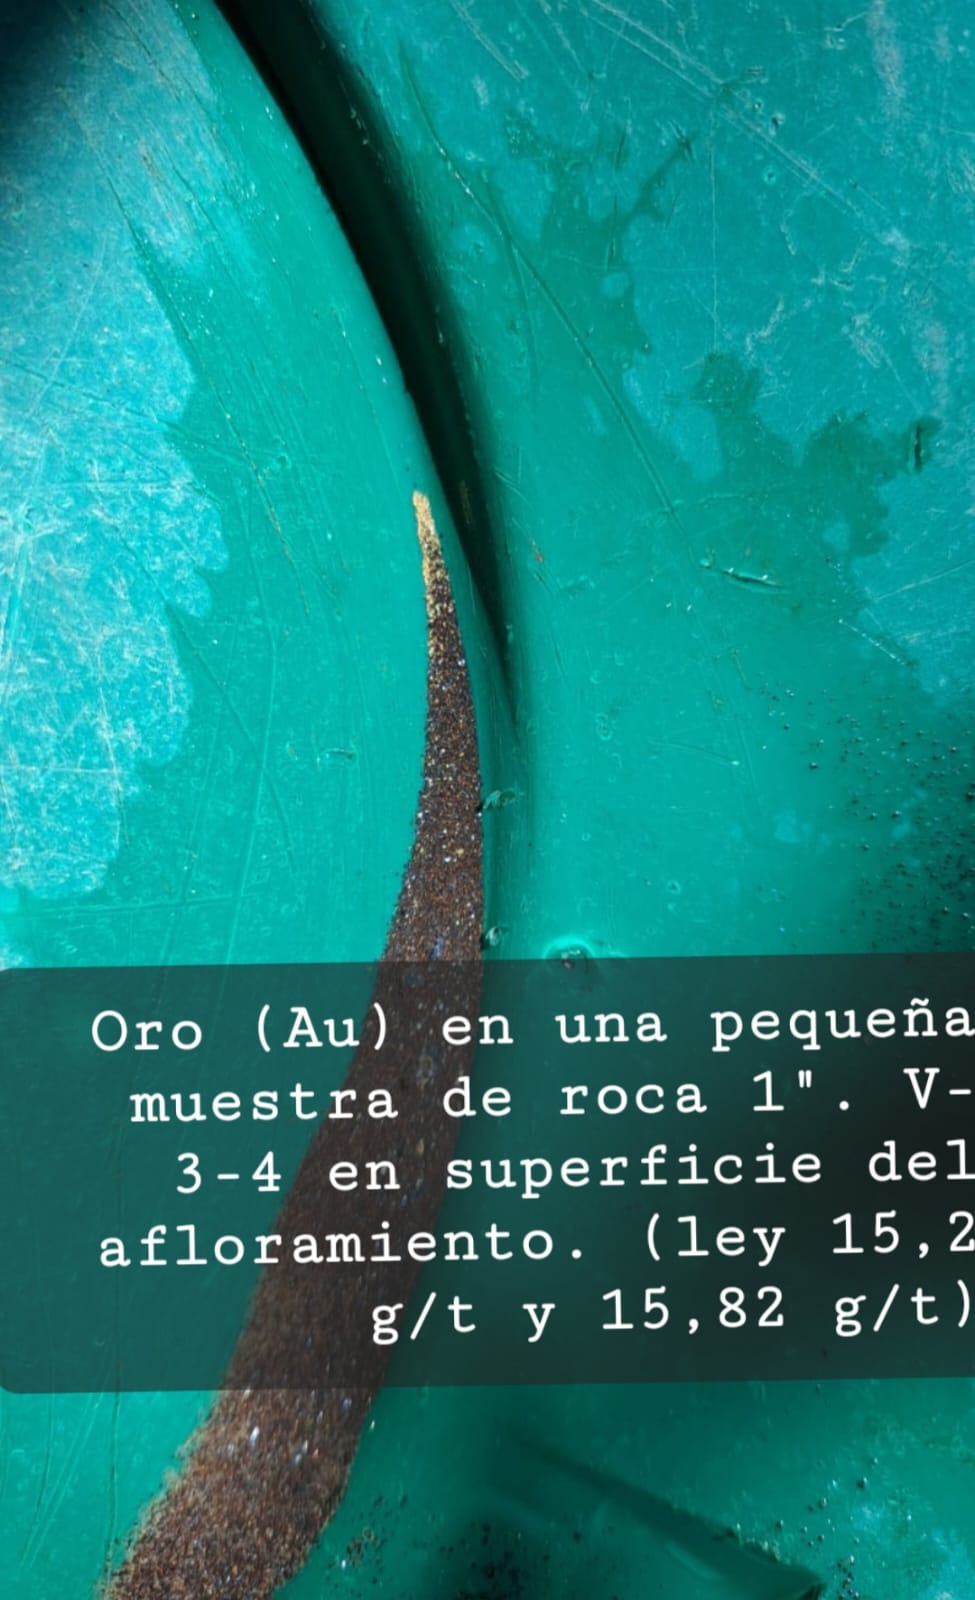 Oro (Au) en una pequeña
muestra de roca 1". V-
3-4 en superficie del
afloramiento. (ley 15,2
g/t y 15,82 g/t)